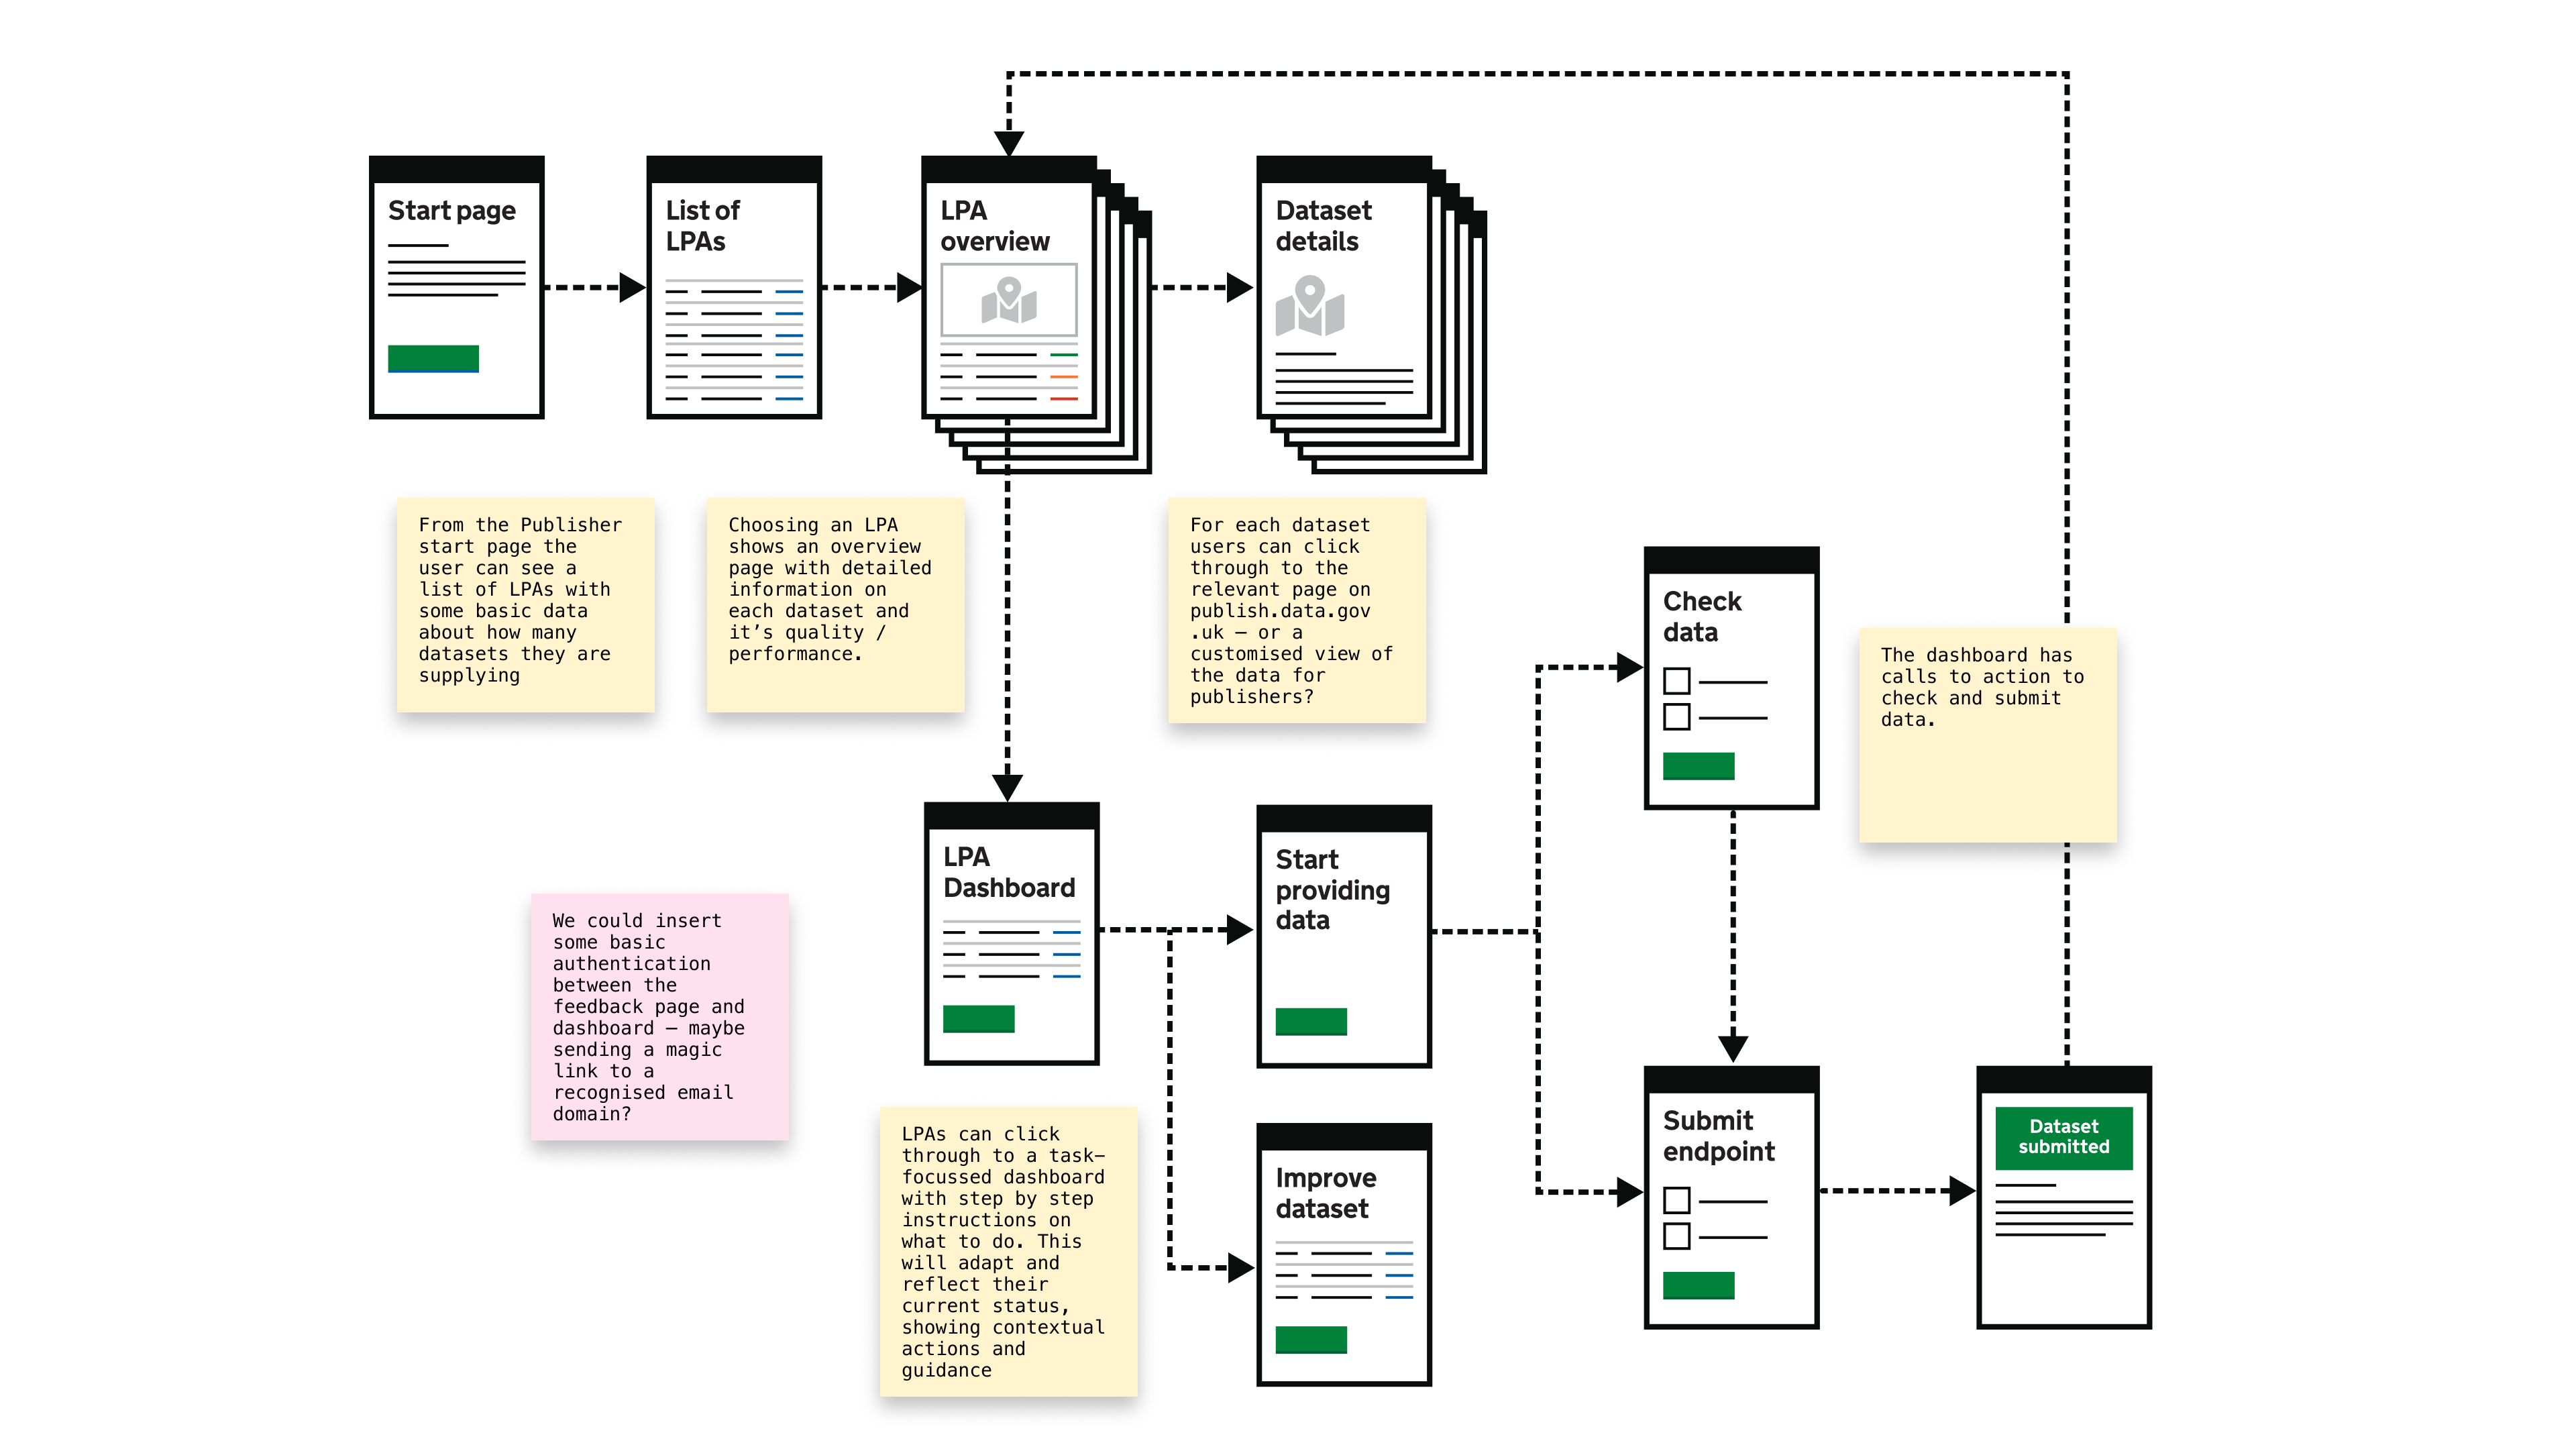 Start page
List of
LPAs
LPA
overview
Dataset
details
From the Publisher
start page the
user can see a
list of LPAs with
some basic data
about how many
datasets they are
supplying
Choosing an LPA
shows an overview
page with detailed
information on
each dataset and
it’s quality /
performance.
For each dataset
users can click
through to the
relevant page on
publish.data.gov
.uk – or a
customised view of
the data for
publishers?
Check
data
The dashboard has
calls to action to
check and submit
data.
LPA
Dashboard
Start
providing
data
We could insert
some basic
authentication
between the
feedback page and
dashboard – maybe
sending a magic
link to a
recognised email
domain?
LPAs can click
through to a task–
focussed dashboard
with step by step
instructions on
what to do. This
will adapt and
reflect their
current status,
showing contextual
actions and
guidance
Improve
dataset
Submit
endpoint
Dataset
submitted